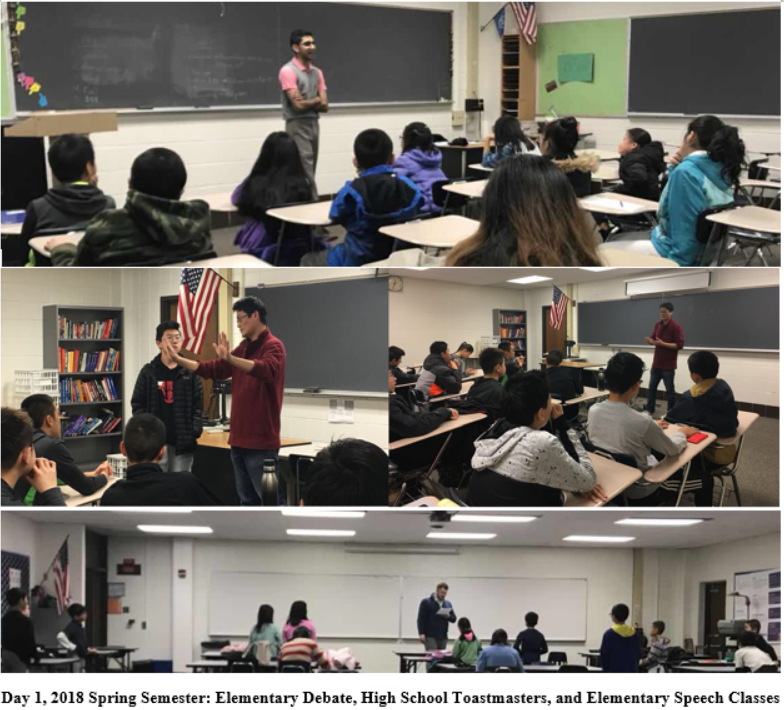 Day 1, 2018 Spring Semester: Elementary Debate, High School Toastmasters, and Elementary Speech Classes